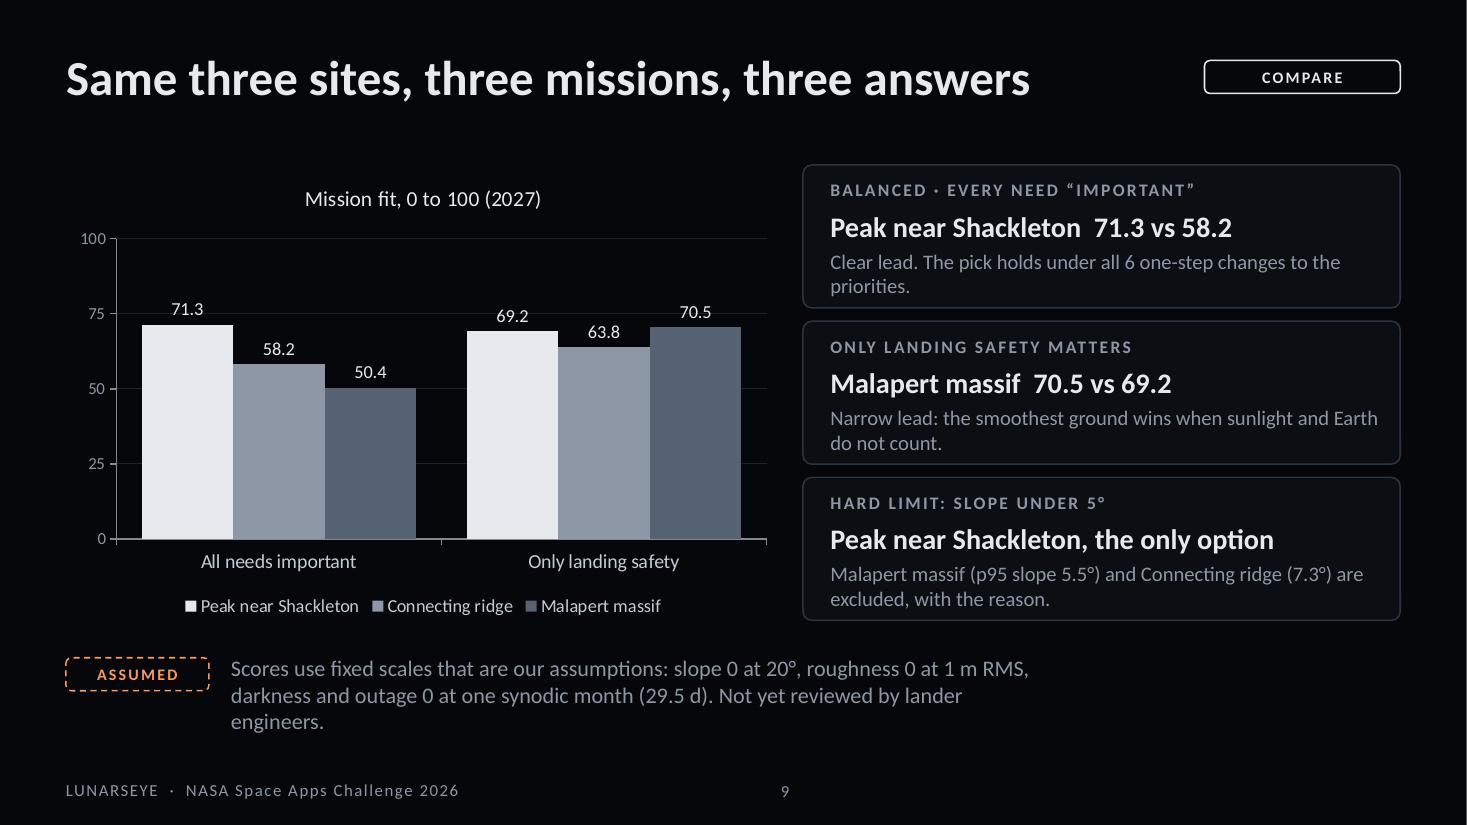 Same three sites, three missions, three answers
COMPARE
Mission fit, 0 to 100 (2027)
100
75
50
25
0
71.3
58.2
50.4
69.2
63.8
70.5
All needs important
Only landing safety
Peak near Shackleton
Connecting ridge
Malapert massif
BALANCED · EVERY NEED “IMPORTANT”
Peak near Shackleton  71.3 vs 58.2
Clear lead. The pick holds under all 6 one-step changes to the
priorities.
ONLY LANDING SAFETY MATTERS
Malapert massif  70.5 vs 69.2
Narrow lead: the smoothest ground wins when sunlight and Earth
do not count.
HARD LIMIT: SLOPE UNDER 5°
Peak near Shackleton, the only option
Malapert massif (p95 slope 5.5°) and Connecting ridge (7.3°) are
excluded, with the reason.
ASSUMED
Scores use fixed scales that are our assumptions: slope 0 at 20°, roughness 0 at 1 m RMS,
darkness and outage 0 at one synodic month (29.5 d). Not yet reviewed by lander
engineers.
LUNARSEYE · NASA Space Apps Challenge 2026
9